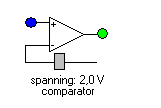 +
-
spanning: 2,0 V
comparator